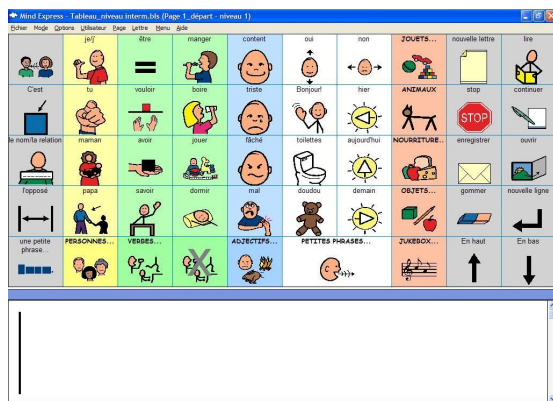 Mind Express - Tableau_niveau interm.bls (Page 1_départ - niveau 1)
Fichier Mode Options Utilisateur Page Lettre Menu Aide
je/j' être manger content oui non JOUETS... nouvelle lettre lire
C'est tu vouloir boire triste Bonjour! hier ANIMAUX stop continuer
STOP
le nom/la relation maman avoir jouer fâché toilettes aujourd'hui NOURRITURE.. enregistrer ouvrir
l'opposé papa savoir dormir mal doudou demain OBJETS... gommer nouvelle ligne
une petite phrase... PERSONNES... VERBES... ADJECTIFS... PETITES PHRASES... JUKEBOX... En haut En bas